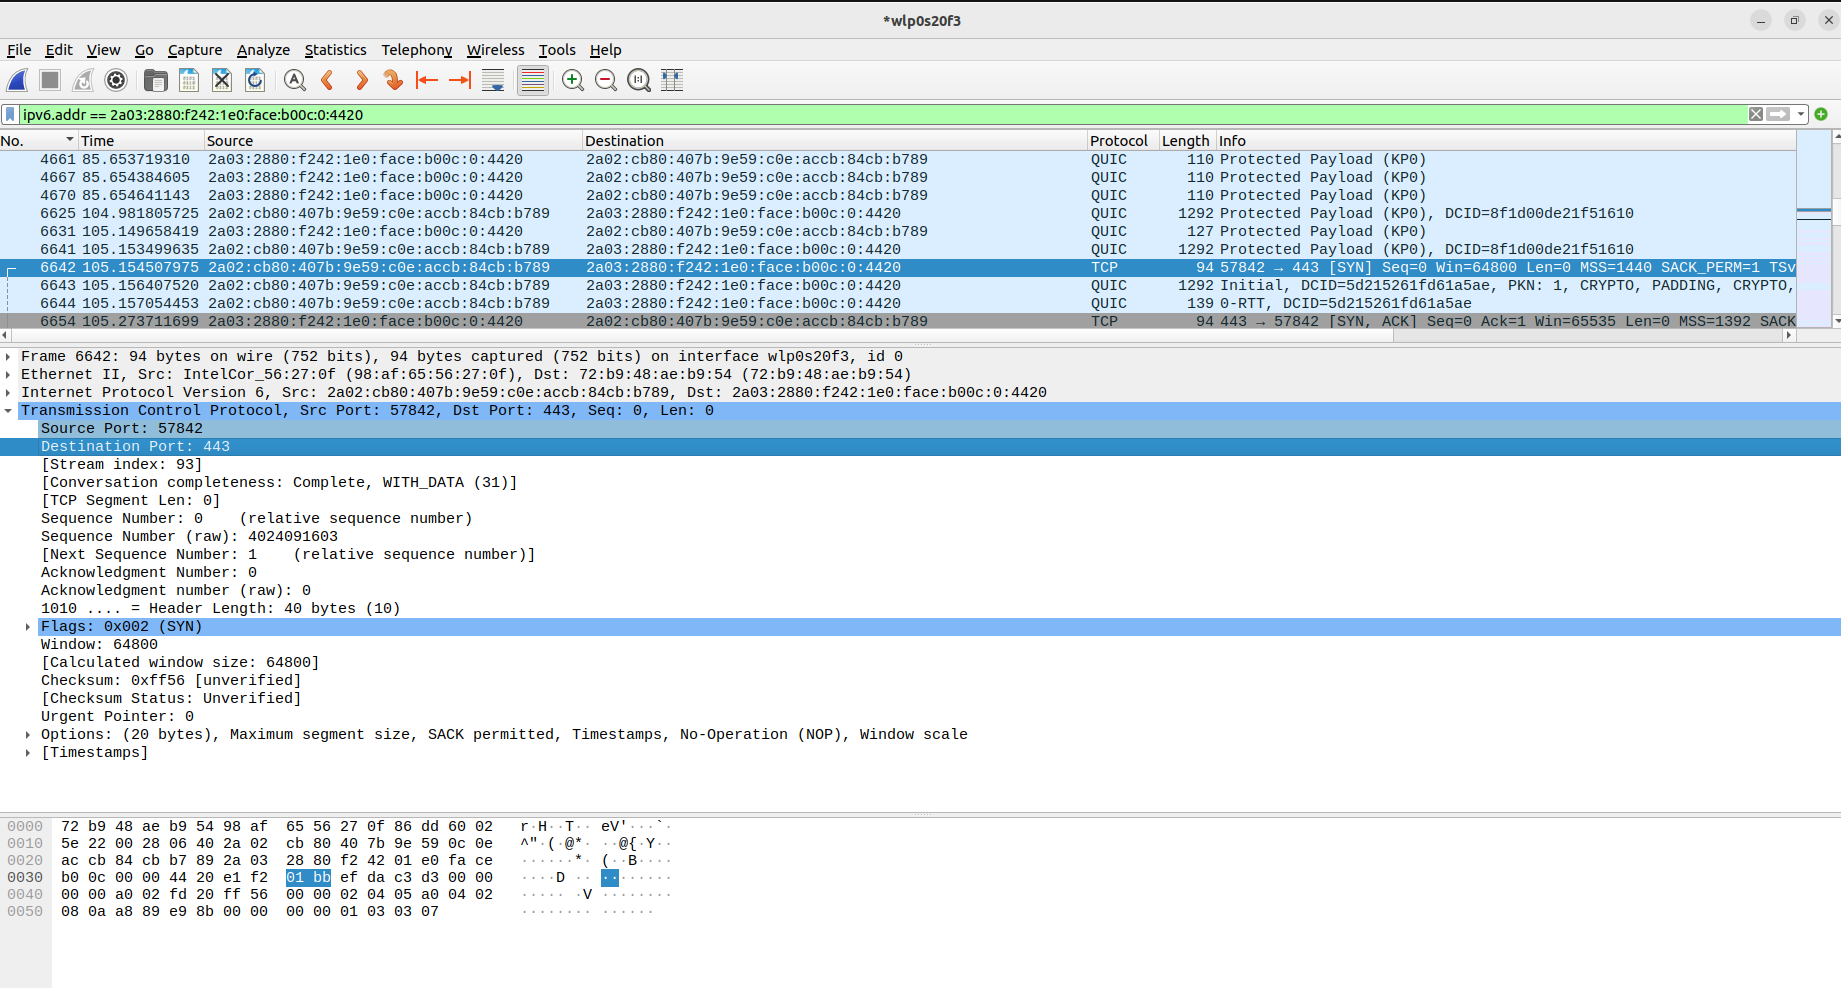 *wlp0s20f3
File Edit View Go Capture Analyze Statistics Telephony Wireless Tools Help
ipv6.addr == 2a03:2880:f242:1e0:face:b00c:0:4420
No. Time Source Destination Protocol Length Info
4661 85.653719310 2a03:2880:f242:1e0:face:b00c:0:4420 2a02:cb80:407b:9e59:c0e:accb:84cb:b789 QUIC 110 Protected Payload (KP0)
4667 85.654384605 2a03:2880:f242:1e0:face:b00c:0:4420 2a02:cb80:407b:9e59:c0e:accb:84cb:b789 QUIC 110 Protected Payload (KP0)
4670 85.654641143 2a03:2880:f242:1e0:face:b00c:0:4420 2a02:cb80:407b:9e59:c0e:accb:84cb:b789 QUIC 110 Protected Payload (KP0)
6625 104.981805725 2a02:cb80:407b:9e59:c0e:accb:84cb:b789 2a03:2880:f242:1e0:face:b00c:0:4420 QUIC 1292 Protected Payload (KP0), DCID=8f1d00de21f51610
6631 105.149658419 2a03:2880:f242:1e0:face:b00c:0:4420 2a02:cb80:407b:9e59:c0e:accb:84cb:b789 QUIC 127 Protected Payload (KP0)
6641 105.153499635 2a02:cb80:407b:9e59:c0e:accb:84cb:b789 2a03:2880:f242:1e0:face:b00c:0:4420 QUIC 1292 Protected Payload (KP0), DCID=8f1d00de21f51610
6642 105.154507975 2a02:cb80:407b:9e59:c0e:accb:84cb:b789 2a03:2880:f242:1e0:face:b00c:0:4420 TCP 94 57842 → 443 [SYN] Seq=0 Win=64800 Len=0 MSS=1440 SACK_PERM=1 TSv
6643 105.156407520 2a02:cb80:407b:9e59:c0e:accb:84cb:b789 2a03:2880:f242:1e0:face:b00c:0:4420 QUIC 1292 Initial, DCID=5d215261fd61a5ae, PKN: 1, CRYPTO, PADDING, CRYPTO,
6644 105.157054453 2a02:cb80:407b:9e59:c0e:accb:84cb:b789 2a03:2880:f242:1e0:face:b00c:0:4420 QUIC 139 0-RTT, DCID=5d215261fd61a5ae
6654 105.273711699 2a03:2880:f242:1e0:face:b00c:0:4420 2a02:cb80:407b:9e59:c0e:accb:84cb:b789 TCP 94 443 → 57842 [SYN, ACK] Seq=0 Ack=1 Win=65535 Len=0 MSS=1392 SACK
Frame 6642: 94 bytes on wire (752 bits), 94 bytes captured (752 bits) on interface wlp0s20f3, id 0
Ethernet II, Src: IntelCor_56:27:0f (98:af:65:56:27:0f), Dst: 72:b9:48:ae:b9:54 (72:b9:48:ae:b9:54)
Internet Protocol Version 6, Src: 2a02:cb80:407b:9e59:c0e:accb:84cb:b789, Dst: 2a03:2880:f242:1e0:face:b00c:0:4420
Transmission Control Protocol, Src Port: 57842, Dst Port: 443, Seq: 0, Len: 0
Source Port: 57842
Destination Port: 443
[Stream index: 93]
[Conversation completeness: Complete, WITH_DATA (31)]
[TCP Segment Len: 0]
Sequence Number: 0 (relative sequence number)
Sequence Number (raw): 4024091603
[Next Sequence Number: 1 (relative sequence number)]
Acknowledgment Number: 0
Acknowledgment number (raw): 0
1010 .... = Header Length: 40 bytes (10)
Flags: 0x002 (SYN)
Window: 64800
[Calculated window size: 64800]
Checksum: 0xff56 [unverified]
[Checksum Status: Unverified]
Urgent Pointer: 0
Options: (20 bytes), Maximum segment size, SACK permitted, Timestamps, No-Operation (NOP), Window scale
[Timestamps]
0000 72 b9 48 ae b9 54 98 af 65 56 27 0f 86 dd 60 02 r·H··T·· eV'···`·
0010 5e 22 00 28 06 40 2a 02 cb 80 40 7b 9e 59 0c 0e ^"·(·@*· ··@{·Y··
0020 ac cb 84 cb b7 89 2a 03 28 80 f2 42 01 e0 fa ce ······*· (··B····
0030 b0 0c 00 00 44 20 e1 f2 01 bb ef da c3 d3 00 00 ····D ·· ········
0040 00 00 a0 02 fd 20 ff 56 00 00 02 04 05 a0 04 02 ····· ·V ········
0050 08 0a a8 89 e9 8b 00 00 00 00 01 03 03 07 ········ ······